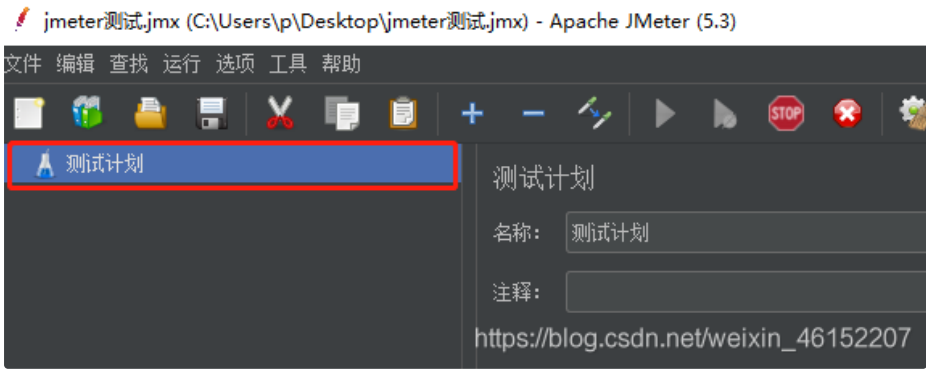 jmeter测试.jmx (C:\Users\p\Desktop\jmeter测试.jmx) - Apache JMeter (5.3)
文件 编辑 查找 运行 选项 工具 帮助
STOP
测试计划
测试计划
名称： 测试计划
注释：
https://blog.csdn.net/weixin_46152207